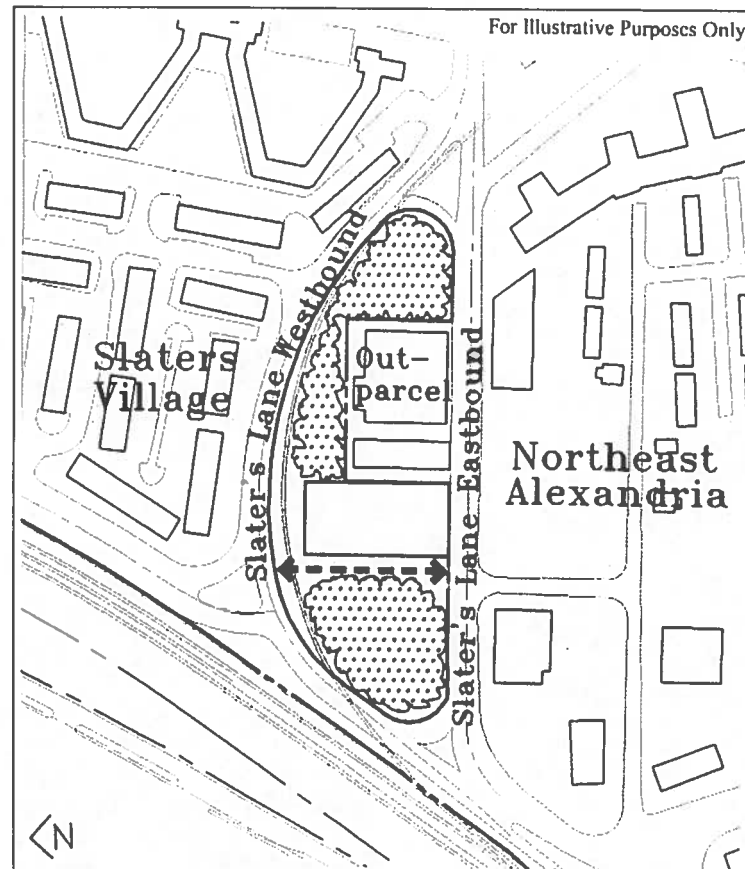 For Illustrative Purposes Only
Slater's Lane Westbound
Slaters
Village
Out-
parcel
Slater's Lane Eastbound
Northeast
Alexandria
N